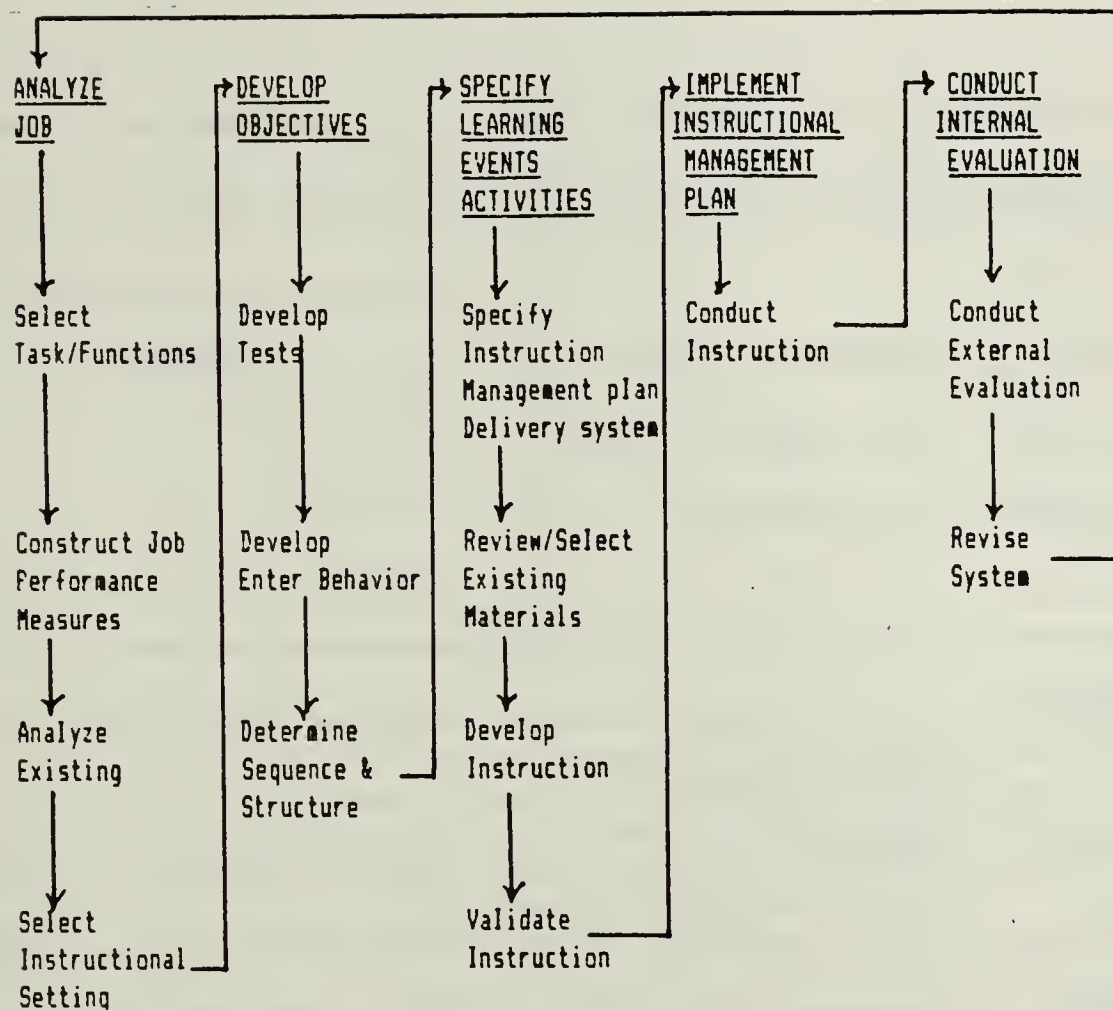 ANALYZE
JOB
Select
Task/Functions
Construct Job
Performance
Measures
Analyze
Existing
Select
Instructional
Setting
DEVELOP
OBJECTIVES
Develop
Tests
Develop
Enter Behavior
Determine
Sequence &
Structure
SPECIFY
LEARNING
EVENTS
ACTIVITIES
Specify
Instruction
Management plan
Delivery system
Review/Select
Existing
Materials
Develop
Instruction
Validate
Instruction
IMPLEMENT
INSTRUCTIONAL
MANAGEMENT
PLAN
Conduct
Instruction
CONDUCT
INTERNAL
EVALUATION
Conduct
External
Evaluation
Revise
System